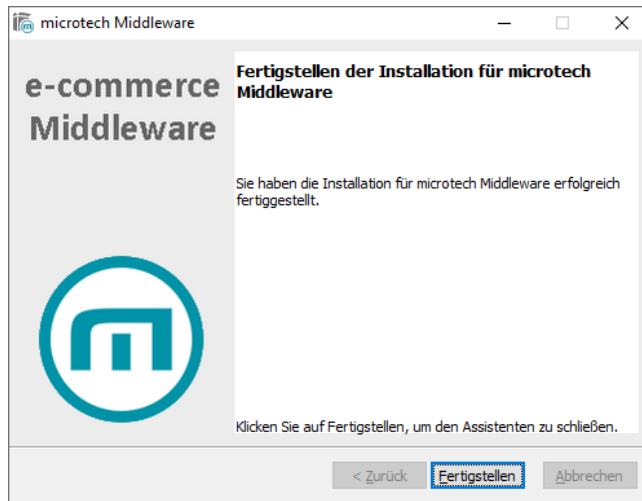 microtech Middleware
e-commerce
Middleware
Fertigstellen der Installation für microtech
Middleware
Sie haben die Installation für microtech Middleware erfolgreich
fertiggestellt.
Klicken Sie auf Fertigstellen, um den Assistenten zu schließen.
< Zurück Fertigstellen Abbrechen